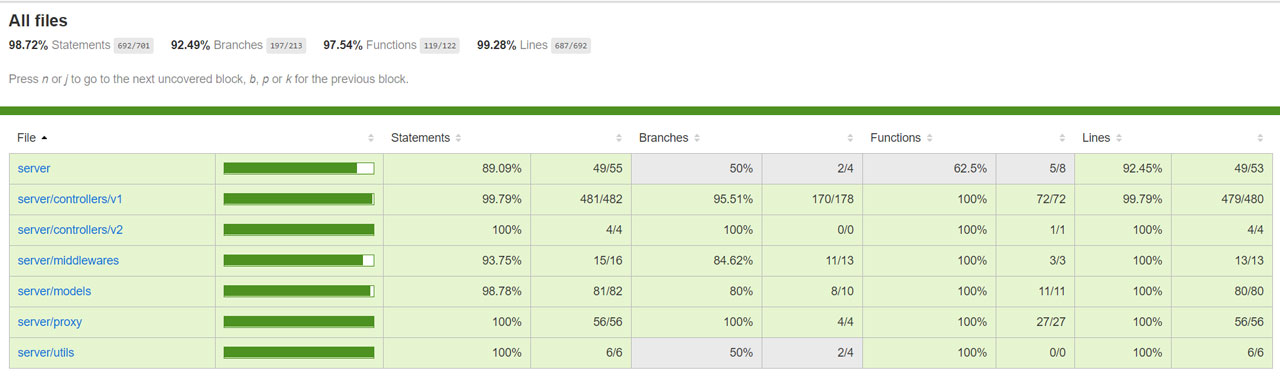 All files
98.72% Statements 692/701 92.49% Branches 197/213 97.54% Functions 119/122 99.28% Lines 687/692
Press n or j to go to the next uncovered block, b, p or k for the previous block.
File Statements Branches Functions Lines
server 89.09% 49/55 50% 2/4 62.5% 5/8 92.45% 49/53
server/controllers/v1 99.79% 481/482 95.51% 170/178 100% 72/72 99.79% 479/480
server/controllers/v2 100% 4/4 100% 0/0 100% 1/1 100% 4/4
server/middlewares 93.75% 15/16 84.62% 11/13 100% 3/3 100% 13/13
server/models 98.78% 81/82 80% 8/10 100% 11/11 100% 80/80
server/proxy 100% 56/56 100% 4/4 100% 27/27 100% 56/56
server/utils 100% 6/6 50% 2/4 100% 0/0 100% 6/6